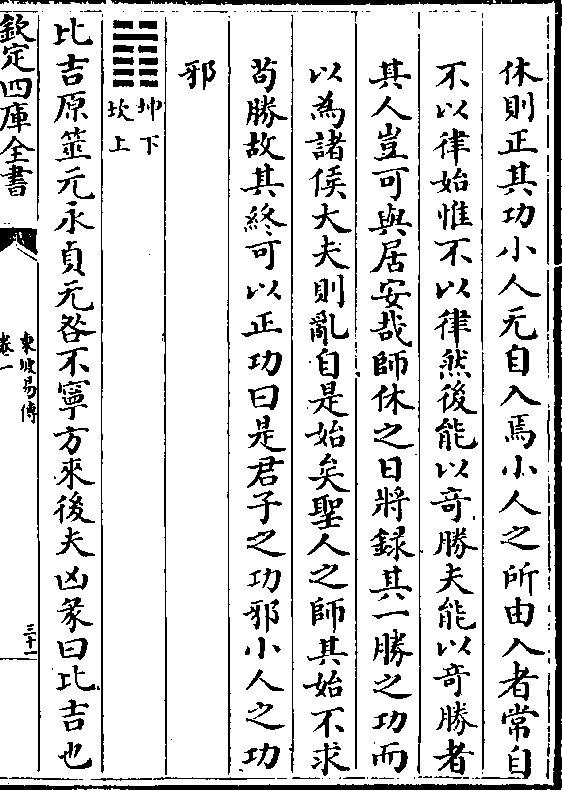 休則正其功小人无自入焉小人之所由入者常自
不以律始惟不以律然後能以竒勝夫能以竒勝者
其人豈可與居安哉師休之日將録其一勝之功而
以為諸侯大夫則亂自是始矣聖人之師其始不求
茍勝故其終可以正功曰是君子之功邪小人之功
邪
坤下
坎上
比吉原筮元永貞无咎不寧方來後夫凶彖曰比吉也
欽定四庫全書
東坡易傳
卷一
三十一